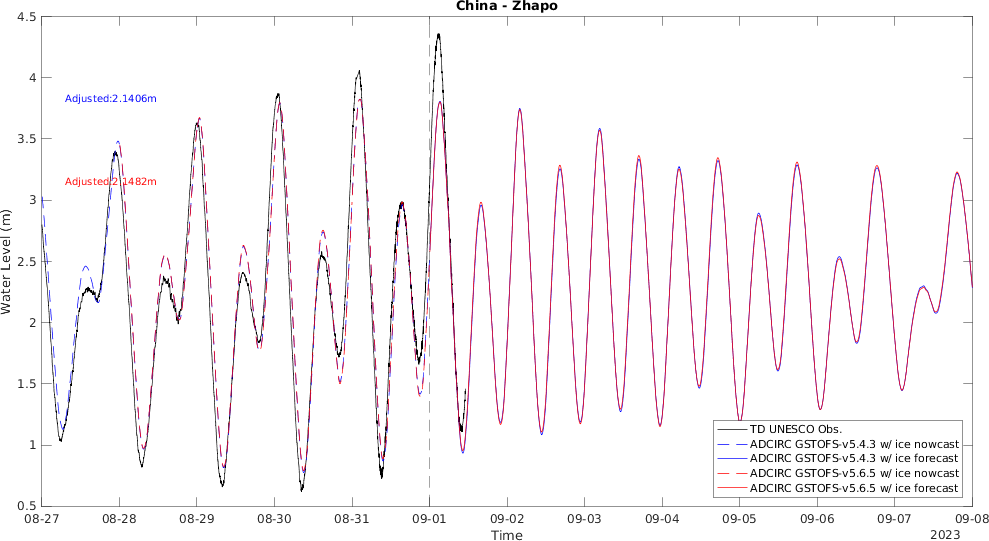 China - Zhapo
4.5
4
3.5
3
2.5
2
1.5
1
0.5
Water Level (m)
Adjusted:2.1406m
Adjusted:2.1482m
TD UNESCO Obs.
ADCIRC GSTOFS-v5.4.3 w/ ice nowcast
ADCIRC GSTOFS-v5.4.3 w/ ice forecast
ADCIRC GSTOFS-v5.6.5 w/ ice nowcast
ADCIRC GSTOFS-v5.6.5 w/ ice forecast
08-27 08-28 08-29 08-30 08-31 09-01 09-02 09-03 09-04 09-05 09-06 09-07 09-08
Time
2023